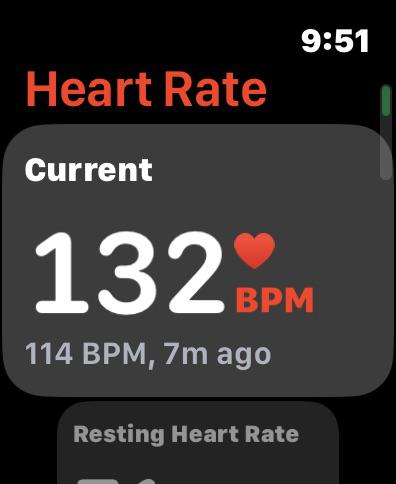 9:51
Heart Rate
Current
132
BPM
114 BPM, 7m ago
Resting Heart Rate